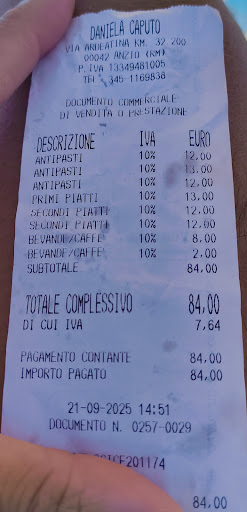 DANIELA CAPUTO
VIA ARDEATINA KM. 32 200
00042 ANZIO (RM)
P. IVA 13349481005
TEL 345-1169838
DOCUMENTO COMMERCIALE
DI VENDITA O PRESTAZIONE
DESCRIZIONE IVA EURO
ANTIPASTI 10% 12,00
ANTIPASTI 10% 13,00
ANTIPASTI 10% 12,00
PRIMI PIATTI 10% 13,00
SECONDI PIATTI 10% 12,00
SECONDI PIATTI 10% 12,00
BEVANDE/CAFFE' 10% 8,00
BEVANDE/CAFFE' 10% 2,00
SUBTOTALE 84,00
TOTALE COMPLESSIVO 84,00
DI CUI IVA 7,64
PAGAMENTO CONTANTE 84,00
IMPORTO PAGATO 84,00
21-09-2025 14:51
DOCUMENTO N. 0257-0029
201174
84,00